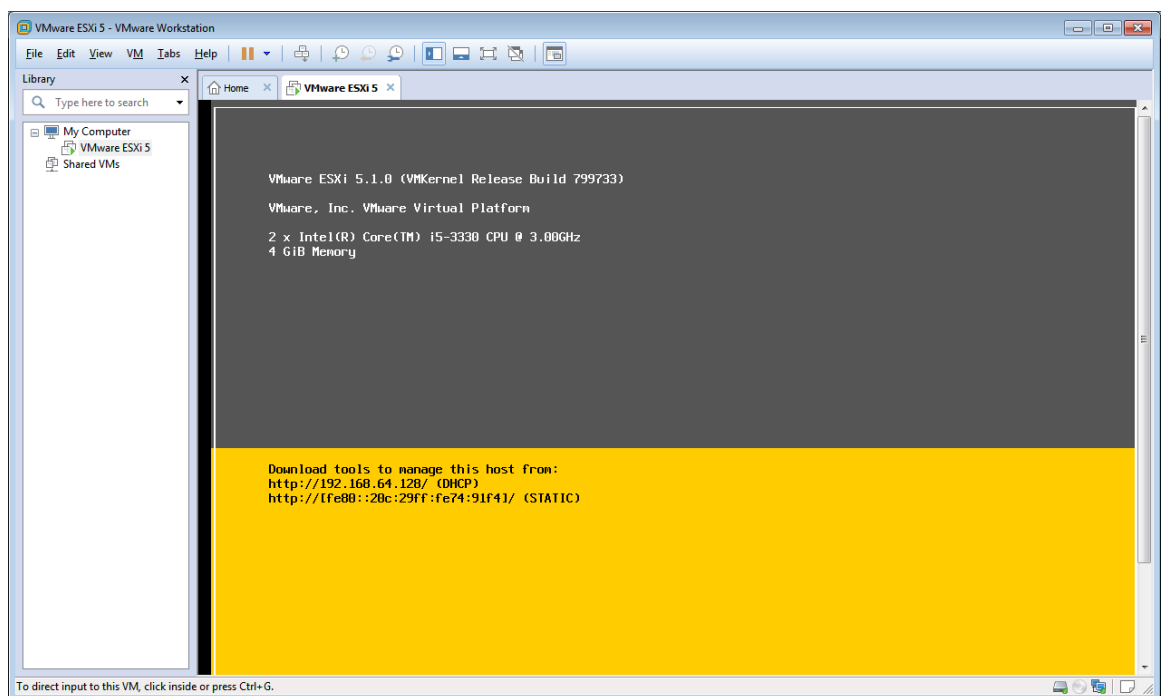 VMware ESXi 5 - VMware Workstation
File Edit View VM Tabs Help
Library
Type here to search
My Computer
VMware ESXi 5
Shared VMs
Home
VMware ESXi 5
VMware ESXi 5.1.0 (VMKernel Release Build 799733)
VMware, Inc. VMware Virtual Platform
2 x Intel(R) Core(TM) i5-3330 CPU @ 3.00GHz
4 GiB Memory
Download tools to manage this host from:
http://192.168.64.128/ (DHCP)
http://[fe80::20c:29ff:fe74:91f4]/ (STATIC)
To direct input to this VM, click inside or press Ctrl+G.